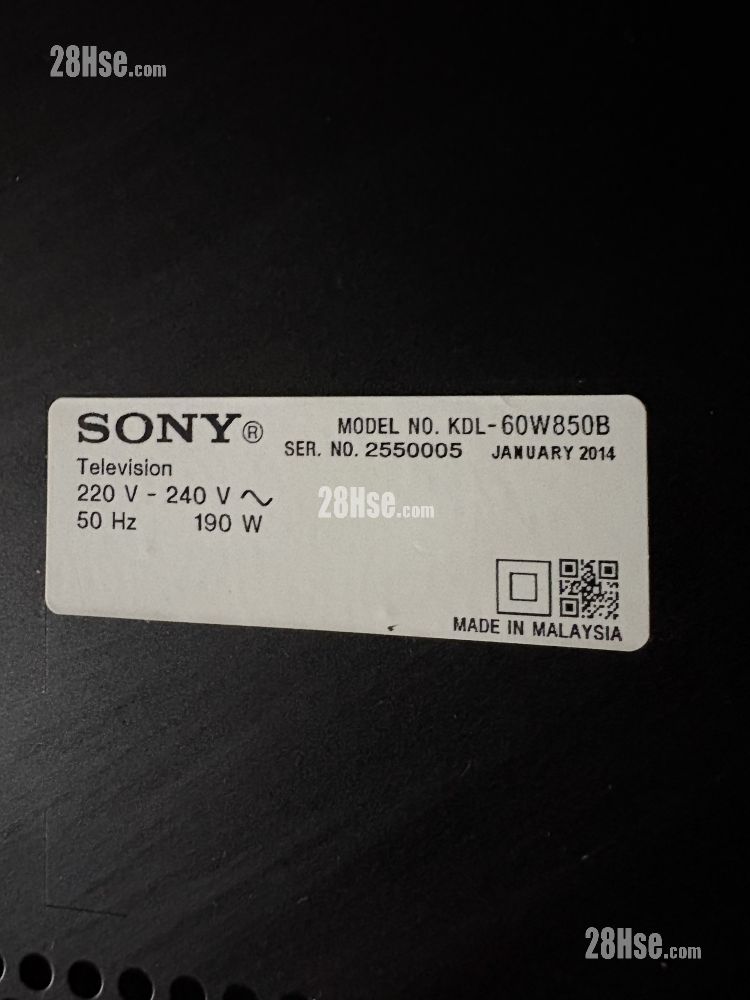 28Hse.com
SONY®
MODEL NO. KDL-60W850B
SER. NO. 2550005 JANUARY 2014
Television
220 V - 240 V ~
50 Hz 190 W
28Hse.com
MADE IN MALAYSIA
28Hse.com